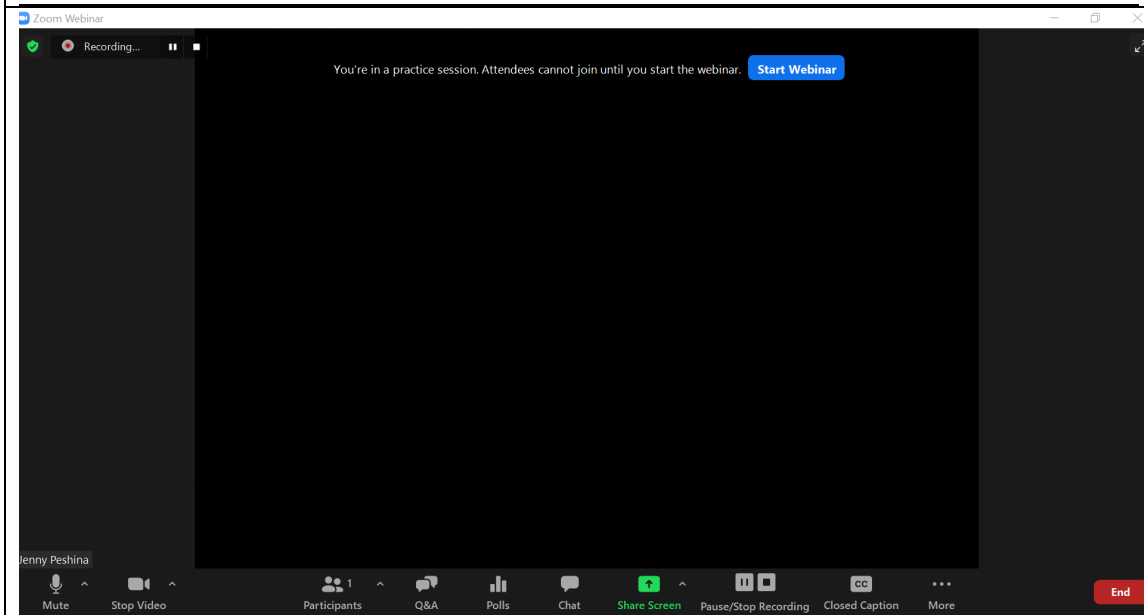 Zoom Webinar
Recording...
You're in a practice session. Attendees cannot join until you start the webinar. Start Webinar
Jenny Peshina
1
CC
Mute Stop Video Participants Q&A Polls Chat Share Screen Pause/Stop Recording Closed Caption More End